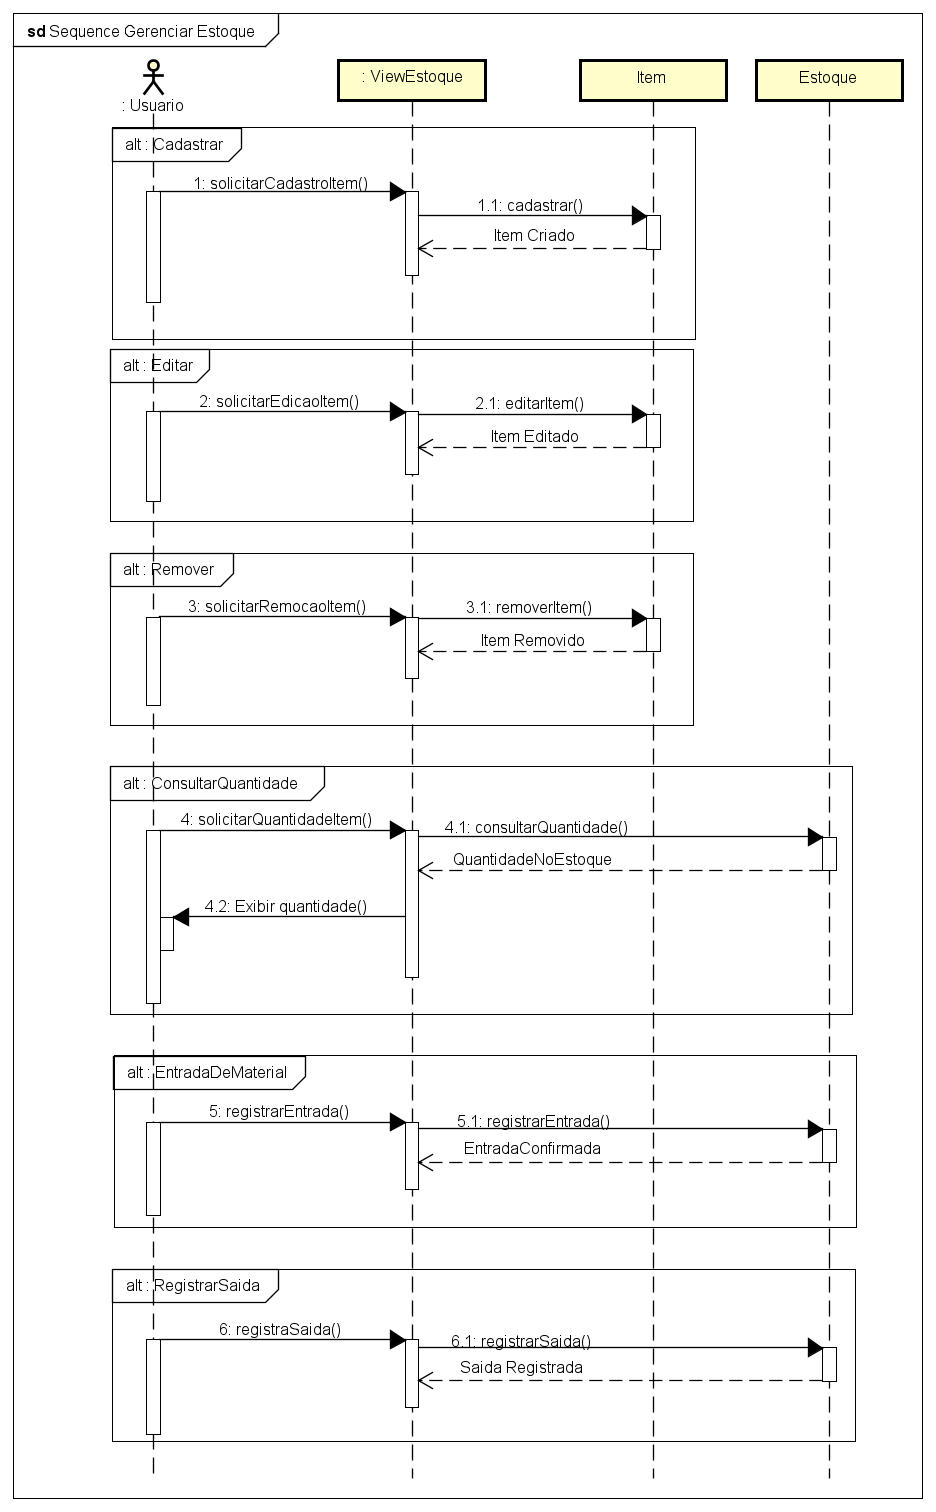 sd Sequence Gerenciar Estoque
: Usuario
: ViewEstoque
Item
Estoque
alt : Cadastrar
1: solicitarCadastroItem()
1.1: cadastrar()
Item Criado
alt : Editar
2: solicitarEdicaoItem()
2.1: editarItem()
Item Editado
alt : Remover
3: solicitarRemocaoItem()
3.1: removerItem()
Item Removido
alt : ConsultarQuantidade
4: solicitarQuantidadeItem()
4.1: consultarQuantidade()
QuantidadeNoEstoque
4.2: Exibir quantidade()
alt : EntradaDeMaterial
5: registrarEntrada()
5.1: registrarEntrada()
EntradaConfirmada
alt : RegistrarSaida
6: registraSaida()
6.1: registrarSaida()
Saida Registrada